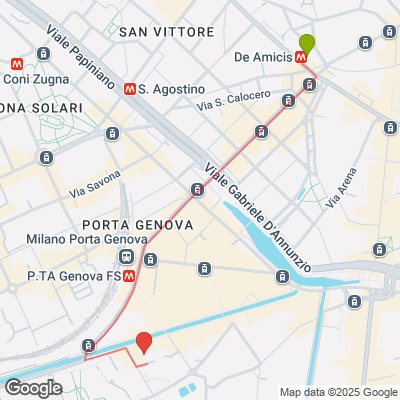 SAN VITTORE
Viale Papiniano
De Amicis
Coni Zugna
S. Agostino
Via S. Calocero
ONA SOLARI
Via Savona
Viale Gabriele D'Annunzio
Via Arena
PORTA GENOVA
Milano Porta Genova
P.TA Genova FS
Google
Map data ©2025 Google